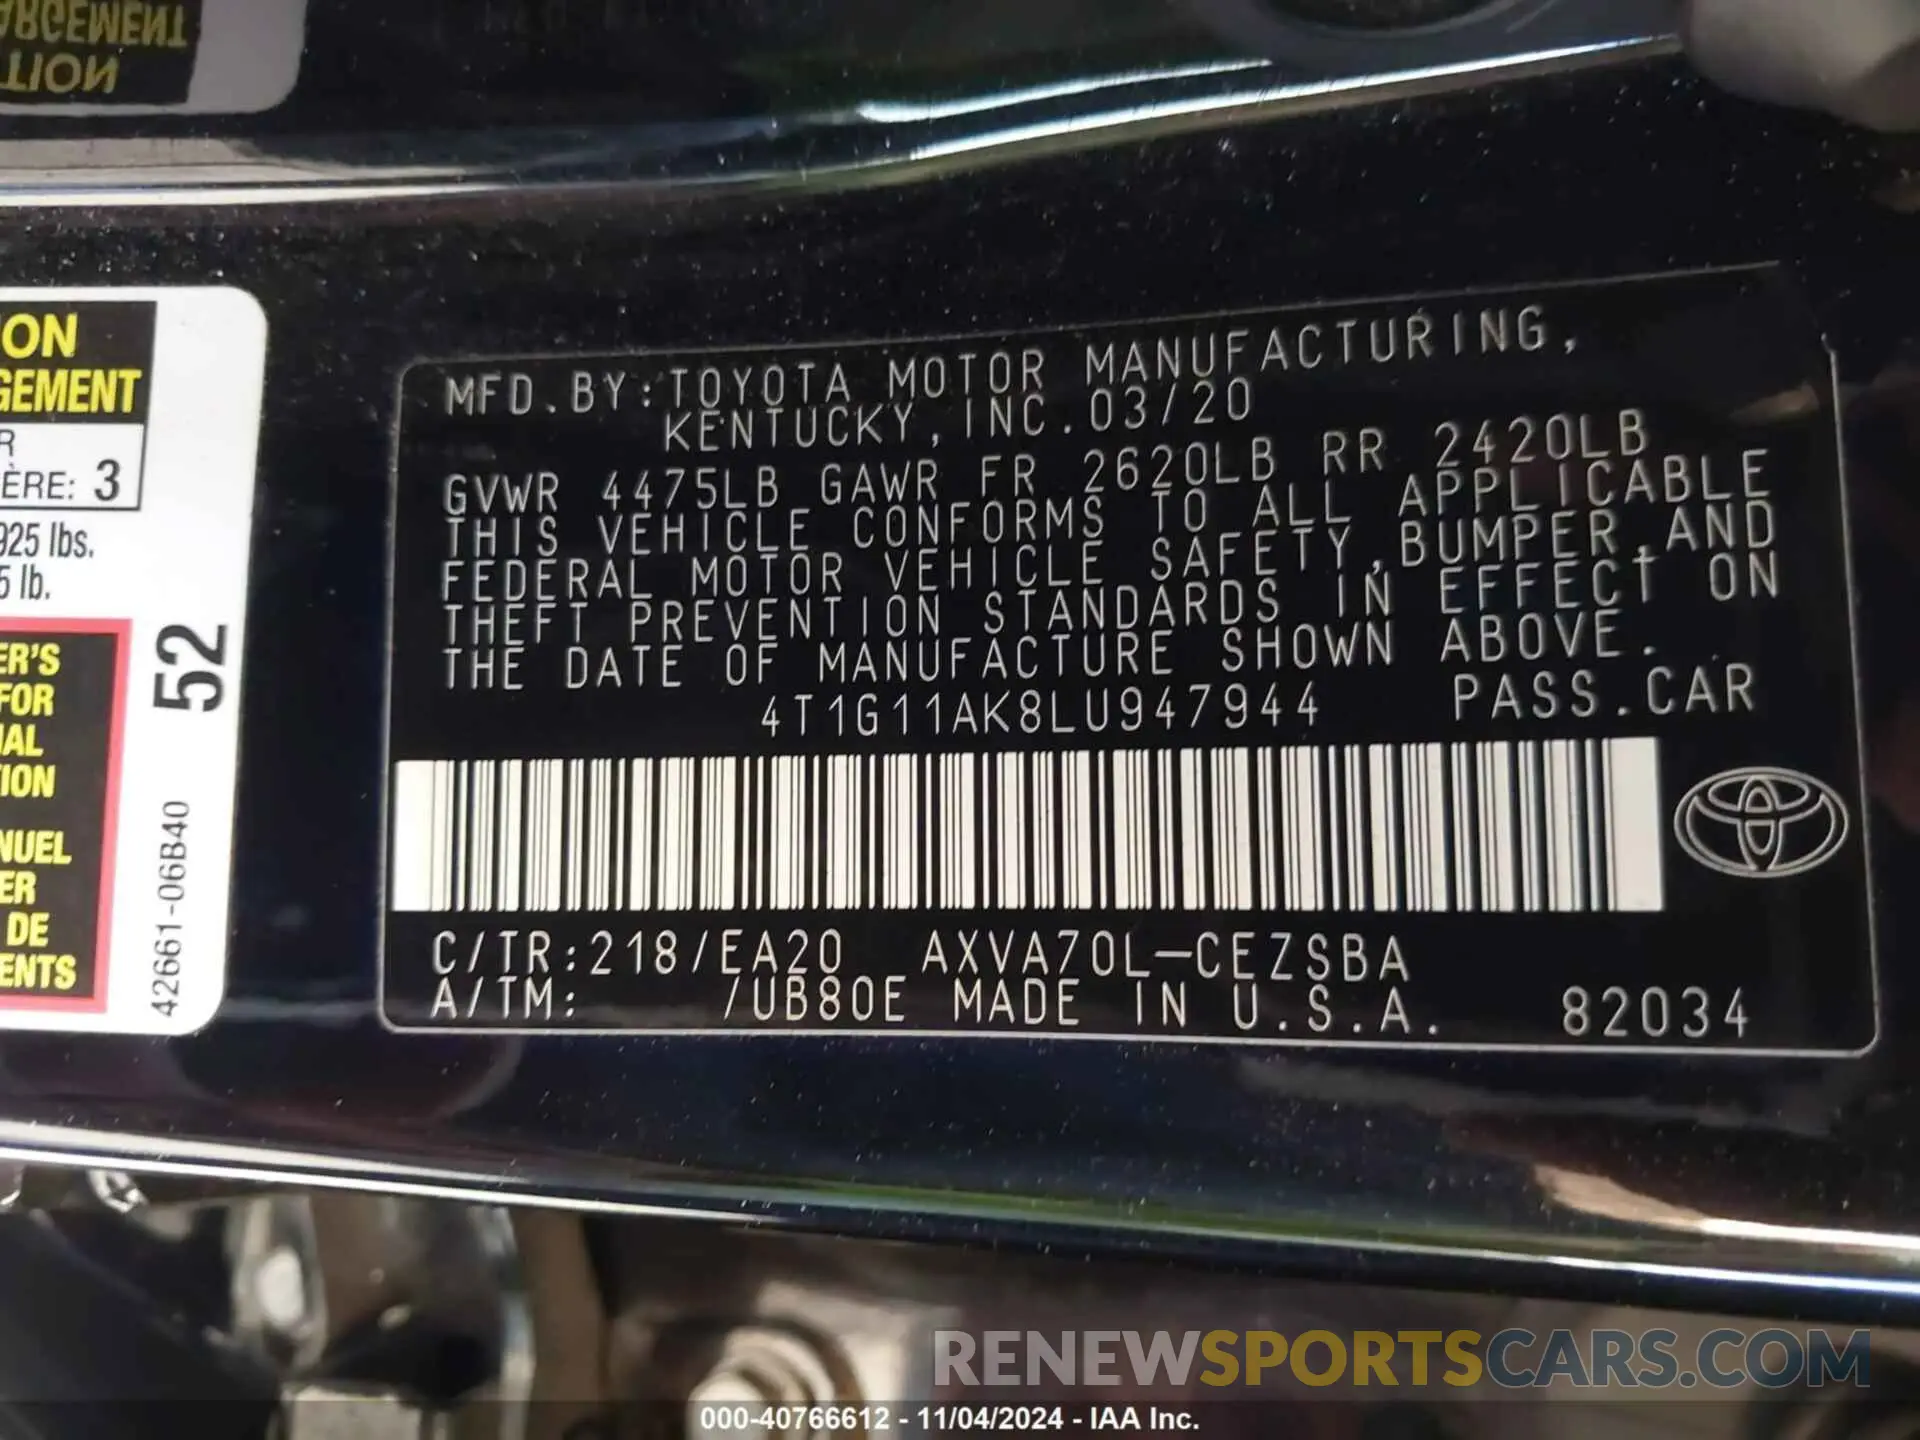 ARGEMENT
TION
ION
GEMENT
R
ÈRE: 3
925 lbs.
5 lb.
ER'S
FOR
IAL
ION
NUEL
ER
DE
ENTS
52
42661-06B40
MFD.BY:TOYOTA MOTOR MANUFACTURING,
KENTUCKY,INC.03/20
GVWR 4475LB GAWR FR 2620LB RR 2420LB
THIS VEHICLE CONFORMS TO ALL APPLICABLE
FEDERAL MOTOR VEHICLE SAFETY,BUMPER,AND
THEFT PREVENTION STANDARDS IN EFFECT ON
THE DATE OF MANUFACTURE SHOWN ABOVE.
4T1G11AK8LU947944 PASS.CAR
C/TR:218/EA20 AXVA70L-CEZSBA
A/TM: /UB80E MADE IN U.S.A. 82034
RENEWSPORTSCARS.COM
000-40766612 - 11/04/2024 - IAA Inc.